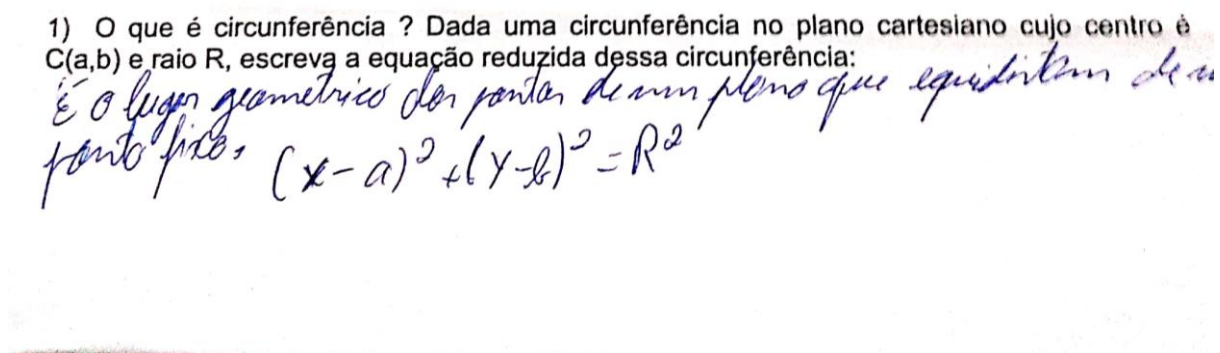 1) O que é circunferência ? Dada uma circunferência no plano cartesiano cujo centro é
C(a,b) e raio R, escreva a equação reduzida dessa circunferência:
É o lugar geométrico dos pontos de um plano que equidistam de
ponto fixo. (x-a)²+(y-b)²=R²